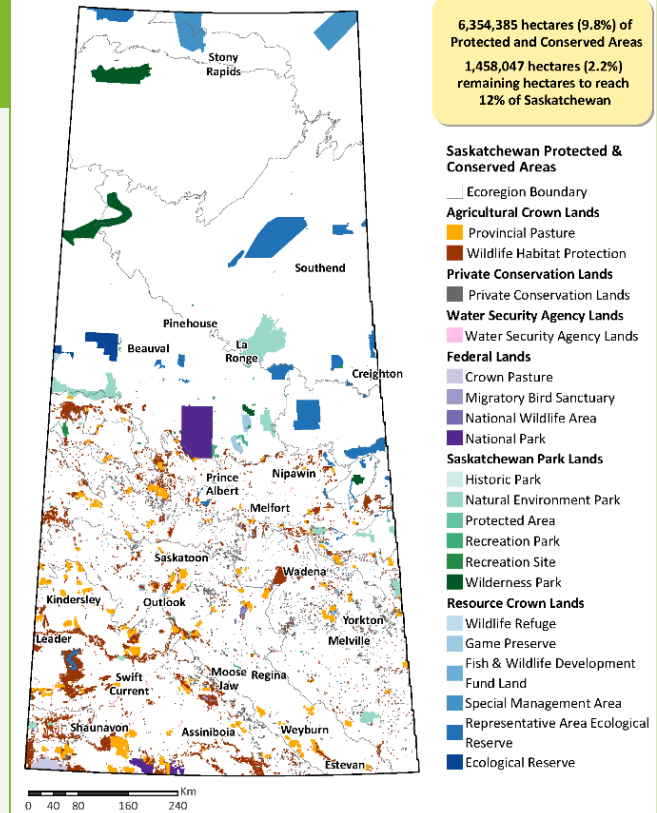 6,354,385 hectares (9.8%) of
Protected and Conserved Areas
1,458,047 hectares (2.2%)
remaining hectares to reach
12% of Saskatchewan
Stony
Rapids
Southend
Pinehouse
La
Ronge
Beauval
Creighton
Prince
Albert
Nipawin
Melfort
Saskatoon
Wadena
Kindersley
Outlook
Yorkton
Melville
Leader
Swift
Current
Moose
Jaw
Regina
Shaunavon
Assiniboia
Weyburn
Estevan
0 40 80 160 240
Km
Saskatchewan Protected &
Conserved Areas
Ecoregion Boundary
Agricultural Crown Lands
Provincial Pasture
Wildlife Habitat Protection
Private Conservation Lands
Private Conservation Lands
Water Security Agency Lands
Water Security Agency Lands
Federal Lands
Crown Pasture
Migratory Bird Sanctuary
National Wildlife Area
National Park
Saskatchewan Park Lands
Historic Park
Natural Environment Park
Protected Area
Recreation Park
Recreation Site
Wilderness Park
Resource Crown Lands
Wildlife Refuge
Game Preserve
Fish & Wildlife Development
Fund Land
Special Management Area
Representative Area Ecological
Reserve
Ecological Reserve